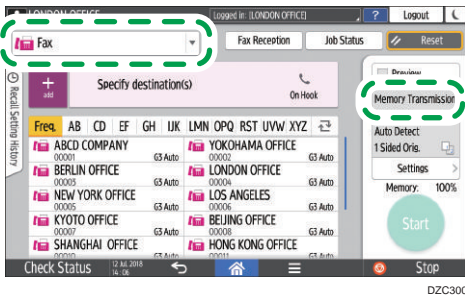 LONDON OFFICE
Logged in: [LONDON OFFICE]
?
Logout
Fax
Fax Reception
Job Status
Reset
Recall Setting History
add
Specify destination(s)
On Hook
Preview
Memory Transmission
Freq. AB CD EF GH IJK LMN OPQ RST UVW XYZ
ABCD COMPANY
00001 G3 Auto
YOKOHAMA OFFICE
00002 G3 Auto
BERLIN OFFICE
00003 G3 Auto
LONDON OFFICE
00004 G3 Auto
NEW YORK OFFICE
00005 G3 Auto
LOS ANGELES
00006 G3 Auto
KYOTO OFFICE
00007 G3 Auto
BEIJING OFFICE
00008 G3 Auto
SHANGHAI OFFICE
G3 Auto
HONG KONG OFFICE
00011 G3 Auto
Auto Detect
1 Sided Orig.
Settings
Memory: 100%
Start
Check Status
12 Jul. 2018
14:06
Stop
DZC300